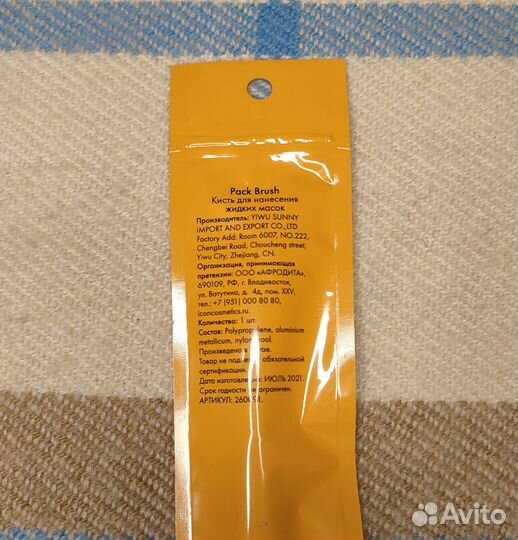 Pack Brush
Кисть для нанесения
жидких масок
Производитель: YIWU SUNNY
IMPORT AND EXPORT CO.,LTD
Factory Add: Room 6007, NO.222,
Chengbei Road, Choucheng street,
Yiwu City, Zhejiang, CN.
Организация, принимающая
претензии: ООО «АФРОДИТА»,
690109, РФ, г. Владивосток,
ул. Ватутина, д. 4д, пом. XXV,
тел.: +7 (951) 000 80 80,
iconcosmetics.ru.
Количество: 1 шт.
Состав: Polypropylene, aluminium
metallicum, nylon wool.
Произведено в
Товар не обязательной
сертификации.
Дата изготовления: ИЮЛЬ 2021.
Срок годности не ограничен.
АРТИКУЛ:
Avito